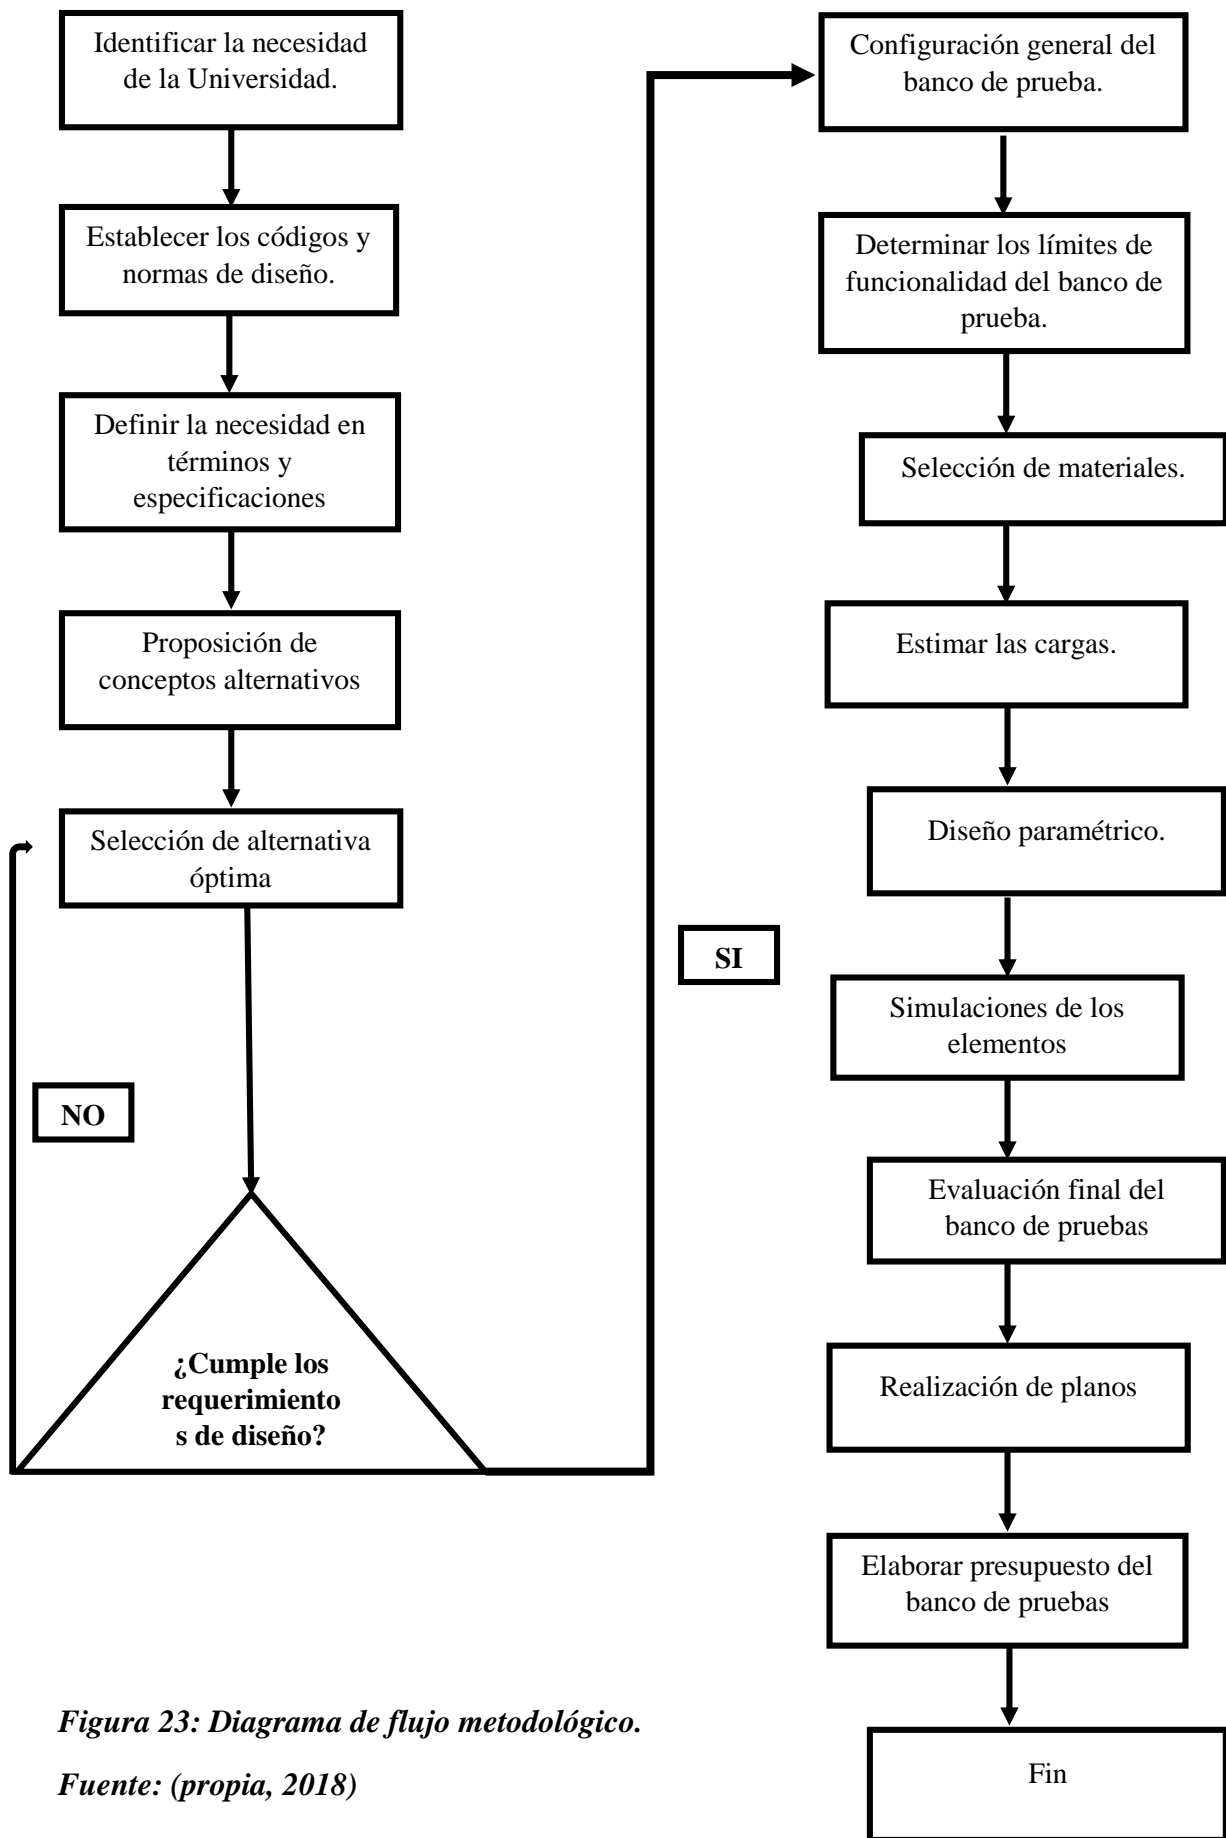 Identificar la necesidad
de la Universidad.
Establecer los códigos y
normas de diseño.
Definir la necesidad en
términos y
especificaciones
Proposición de
conceptos alternativos
Selección de alternativa
óptima
NO
¿Cumple los
requerimiento
s de diseño?
SI
Configuración general del
banco de prueba.
Determinar los límites de
funcionalidad del banco de
prueba.
Selección de materiales.
Estimar las cargas.
Diseño paramétrico.
Simulaciones de los
elementos
Evaluación final del
banco de pruebas
Realización de planos
Elaborar presupuesto del
banco de pruebas
Fin
Figura 23: Diagrama de flujo metodológico.
Fuente: (propia, 2018)